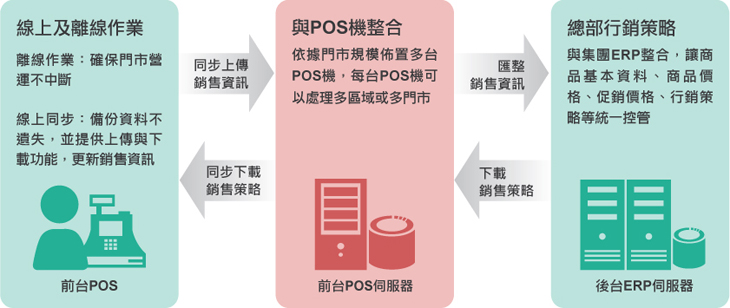 線上及離線作業
離線作業：確保門市營
運不中斷
線上同步：備份資料不
遺失，並提供上傳與下
載功能，更新銷售資訊
前台POS
同步上傳
銷售資訊
同步下載
銷售策略
與POS機整合
依據門市規模佈置多台
POS機，每台POS機可
以處理多區域或多門市
前台POS伺服器
匯整
銷售資訊
下載
銷售策略
總部行銷策略
與集團ERP整合，讓商
品基本資料、商品價
格、促銷價格、行銷策
略等統一控管
後台ERP伺服器